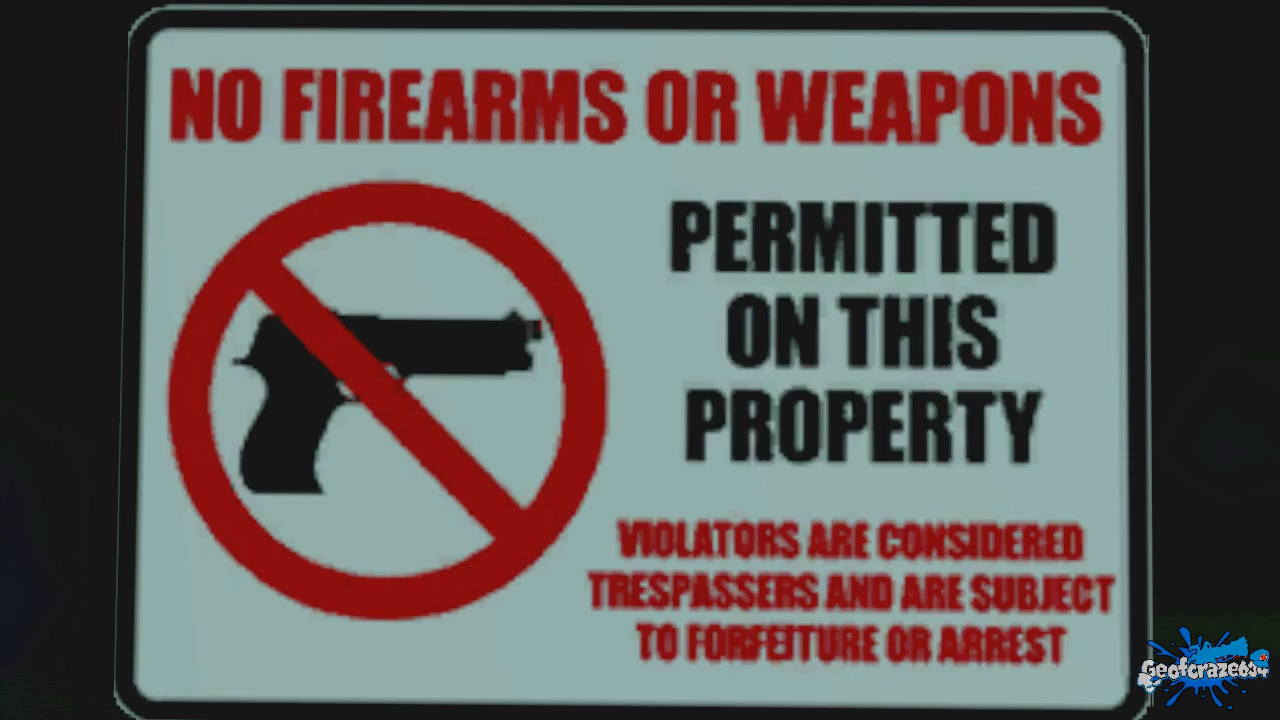 NO FIREARMS OR WEAPONS
PERMITTED
ON THIS
PROPERTY
VIOLATORS ARE CONSIDERED
TRESPASSERS AND ARE SUBJECT
TO FORFEITURE OR ARREST
Geofcraze634